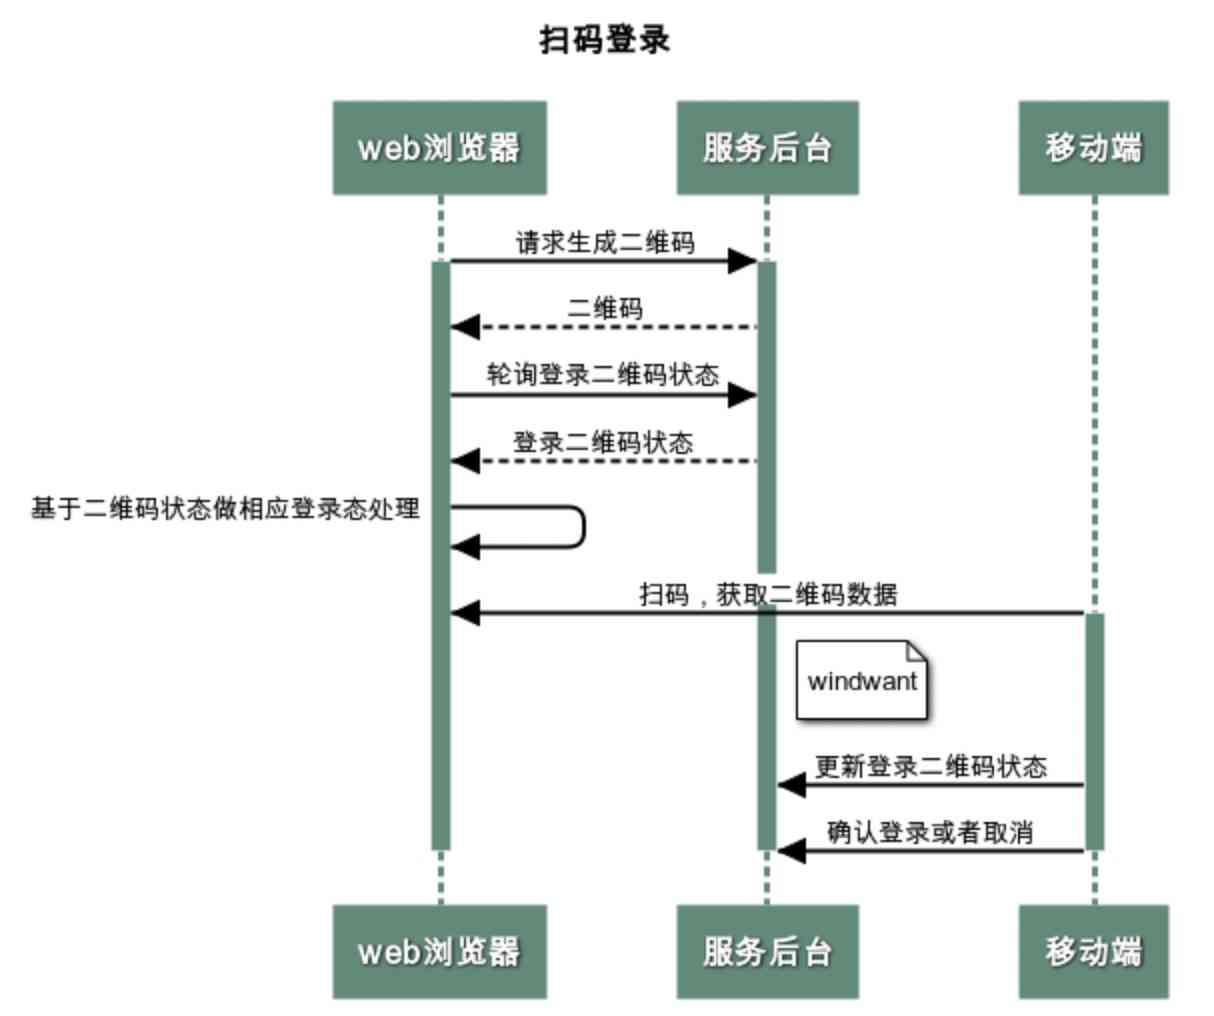 扫码登录
web浏览器
服务后台
移动端
请求生成二维码
二维码
轮询登录二维码状态
登录二维码状态
基于二维码状态做相应登录态处理
扫码，获取二维码数据
windwant
更新登录二维码状态
确认登录或者取消
web浏览器
服务后台
移动端